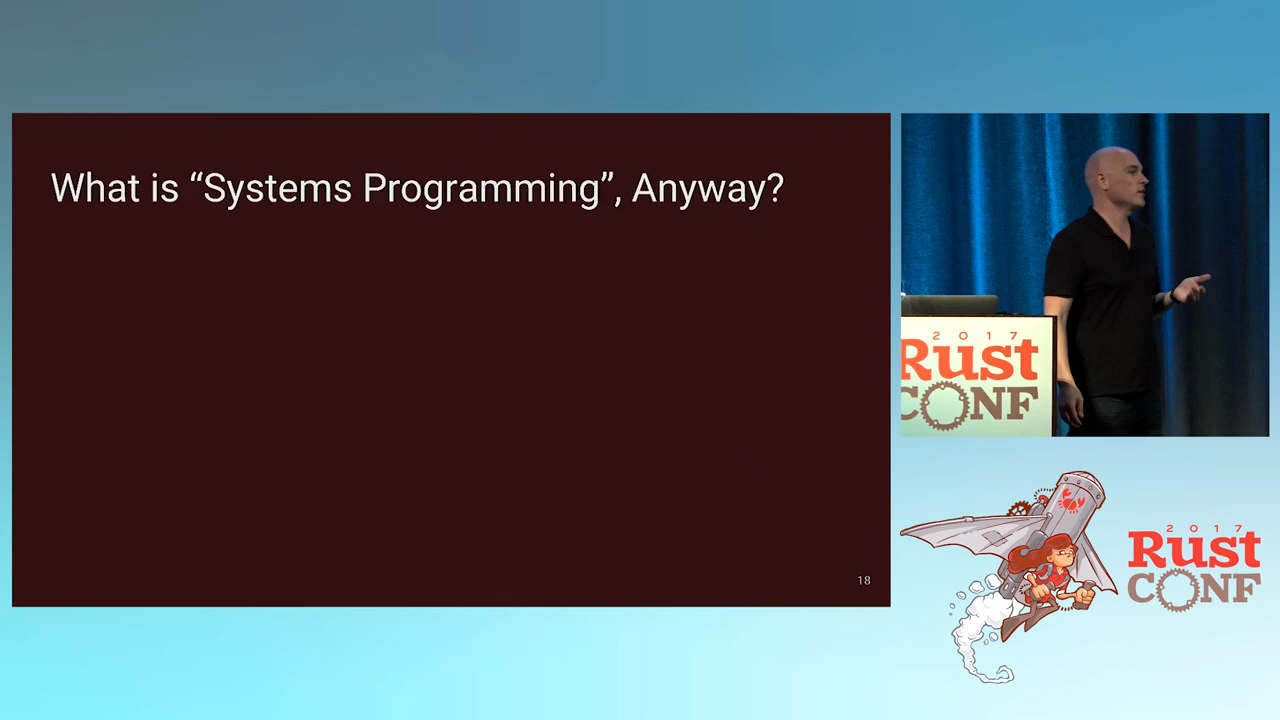 What is “Systems Programming”, Anyway?
18
2017
Rust
CONF
2017
Rust
CONF